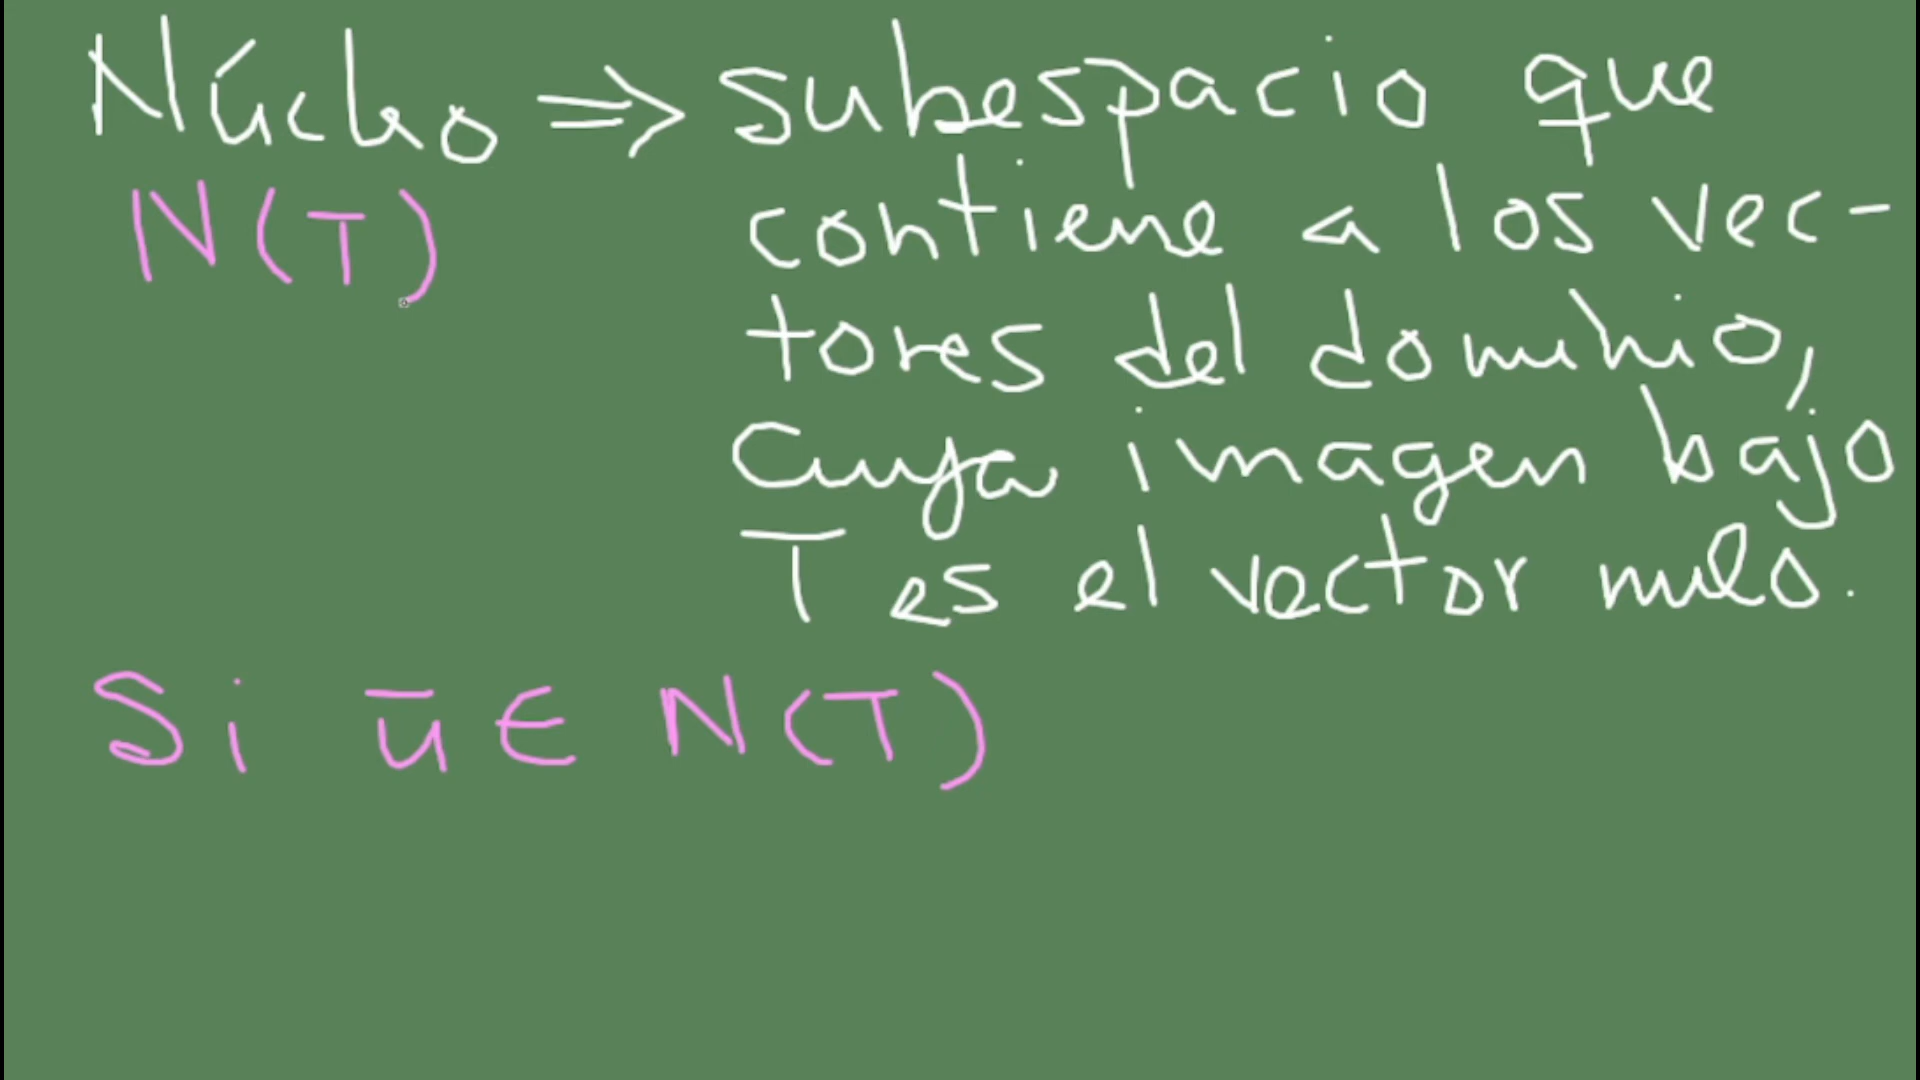 Núcleo ⇒ subespacio que
N(T) contiene a los vec-
tores del dominio,
cuya imagen bajo
T es el vector nulo.
Si ū ∈ N(T)